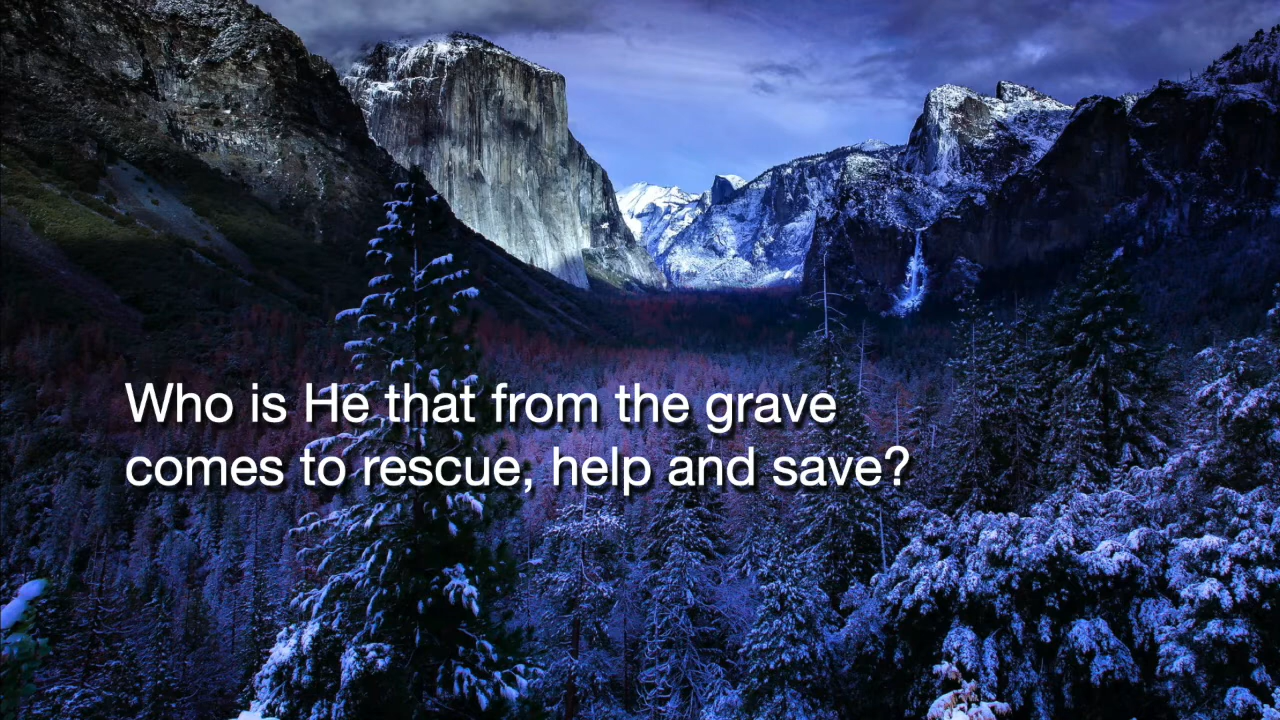 Who is He that from the grave
comes to rescue, help and save?